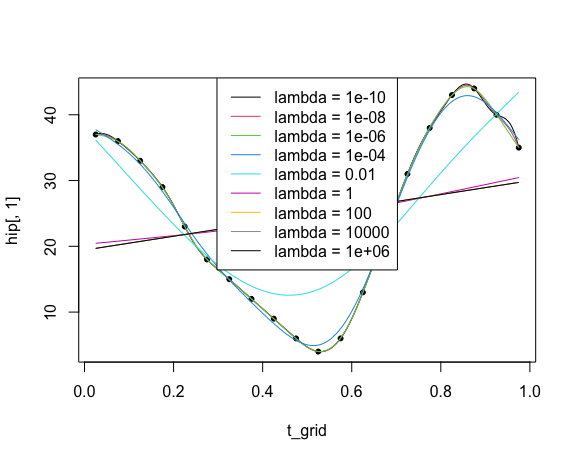 lambda = 1e-10
lambda = 1e-08
lambda = 1e-06
lambda = 1e-04
lambda = 0.01
lambda = 1
lambda = 100
lambda = 10000
lambda = 1e+06
hip[, 1]
40
30
20
10
0.0 0.2 0.4 0.6 0.8 1.0
t_grid